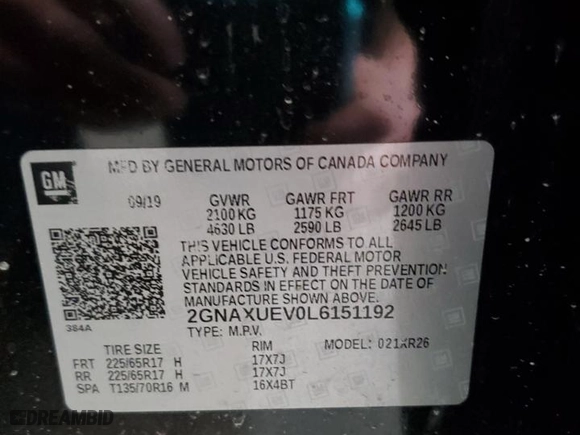 GM
MFD BY GENERAL MOTORS OF CANADA COMPANY
09/19 GVWR GAWR FRT GAWR RR
2100 KG 1175 KG 1200 KG
4630 LB 2590 LB 2645 LB
THIS VEHICLE CONFORMS TO ALL
APPLICABLE U.S. FEDERAL MOTOR
VEHICLE SAFETY AND THEFT PREVENTION
STANDARDS IN EFFECT ON THE DATE OF
MANUFACTURE SHOWN ABOVE.
384A
2GNAXUEV0L6151192
TYPE: M.P.V. MODEL: 021XR26
TIRE SIZE RIM
FRT 225/65R17 H 17X7J
RR 225/65R17 H 17X7J
SPA T135/70R16 M 16X4BT
DREAMBID